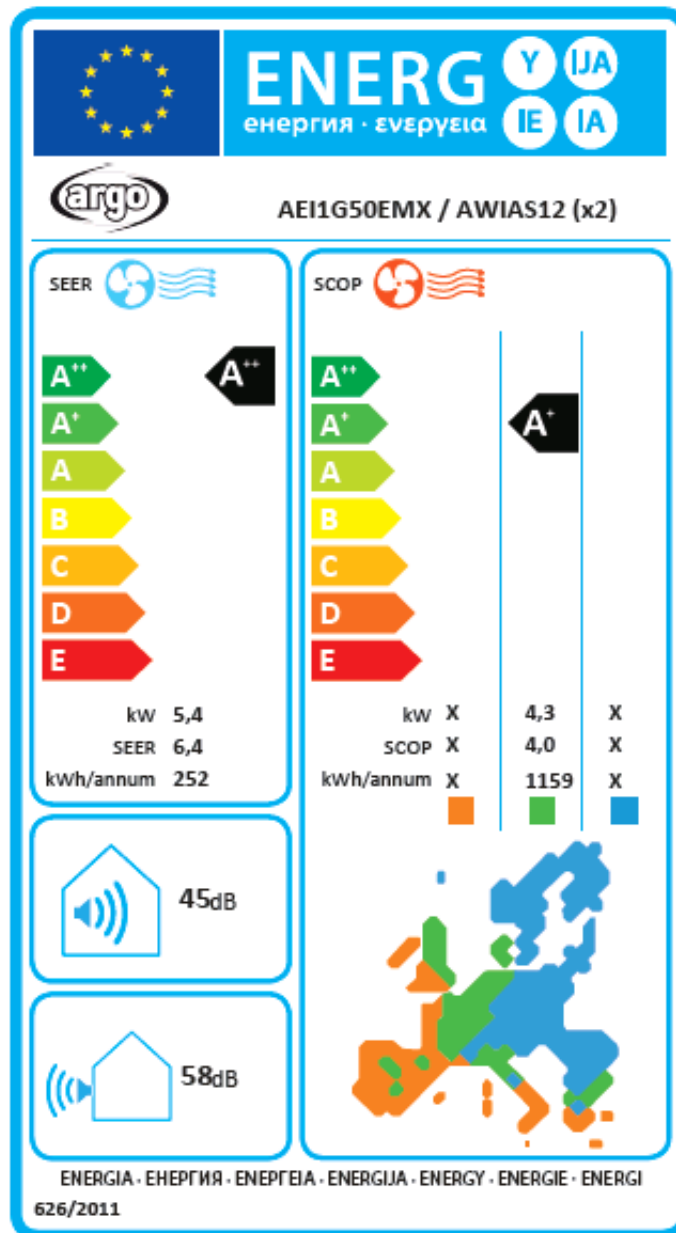 ENERG
енергия · ενεργεια
Y IJA
IE IA
argo
AEI1G50EMX / AWIAS12 (x2)
SEER
A++ A++
A+
A
B
C
D
E
kW 5,4
SEER 6,4
kWh/annum 252
SCOP
A++
A+ A+
A
B
C
D
E
kW X 4,3 X
SCOP X 4,0 X
kWh/annum X 1159 X
45dB
58dB
ENERGIA · ЕНЕРГИЯ · ΕΝΕΡΓΕΙΑ · ENERGIJA · ENERGY · ENERGIE · ENERGI
626/2011